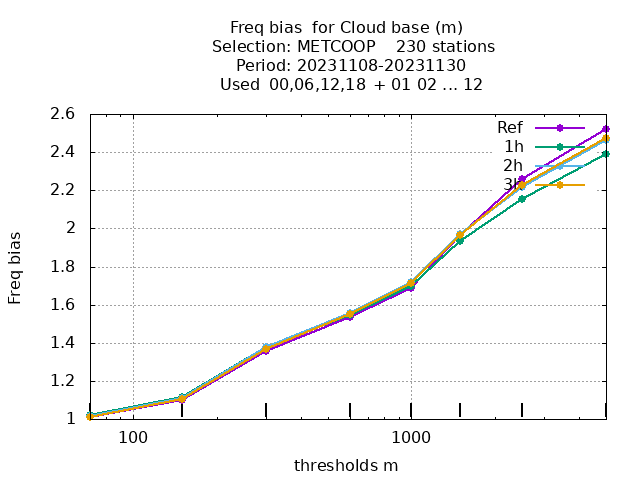 Freq bias  for Cloud base (m)
Selection: METCOOP    230 stations
Period: 20231108-20231130
Used  00,06,12,18  + 01 02 ... 12
Freq bias
2.6
2.4
2.2
2
1.8
1.6
1.4
1.2
1
Ref
1h
2h
3h
100
1000
thresholds m